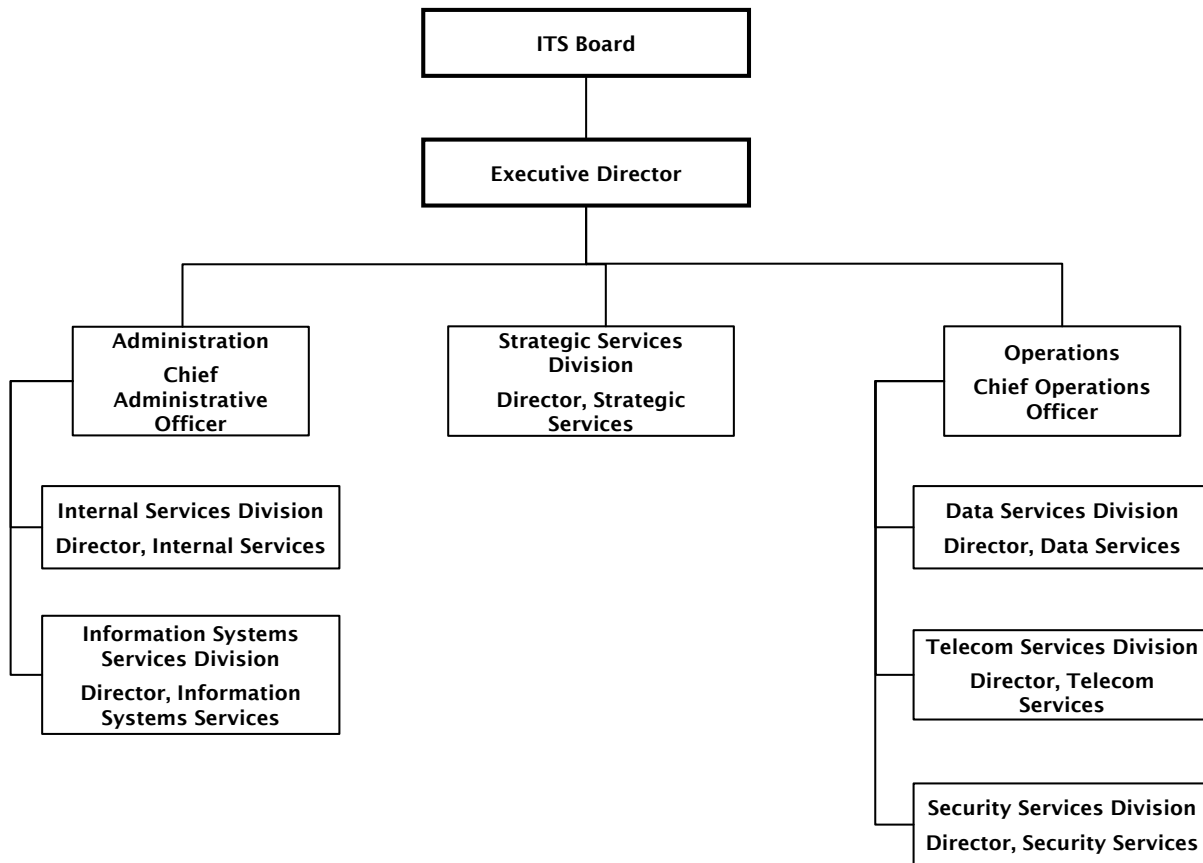 ITS Board
Executive Director
Administration
Chief
Administrative
Officer
Strategic Services
Division
Director, Strategic
Services
Operations
Chief Operations
Officer
Internal Services Division
Director, Internal Services
Data Services Division
Director, Data Services
Information Systems
Services Division
Director, Information
Systems Services
Telecom Services Division
Director, Telecom
Services
Security Services Division
Director, Security Services